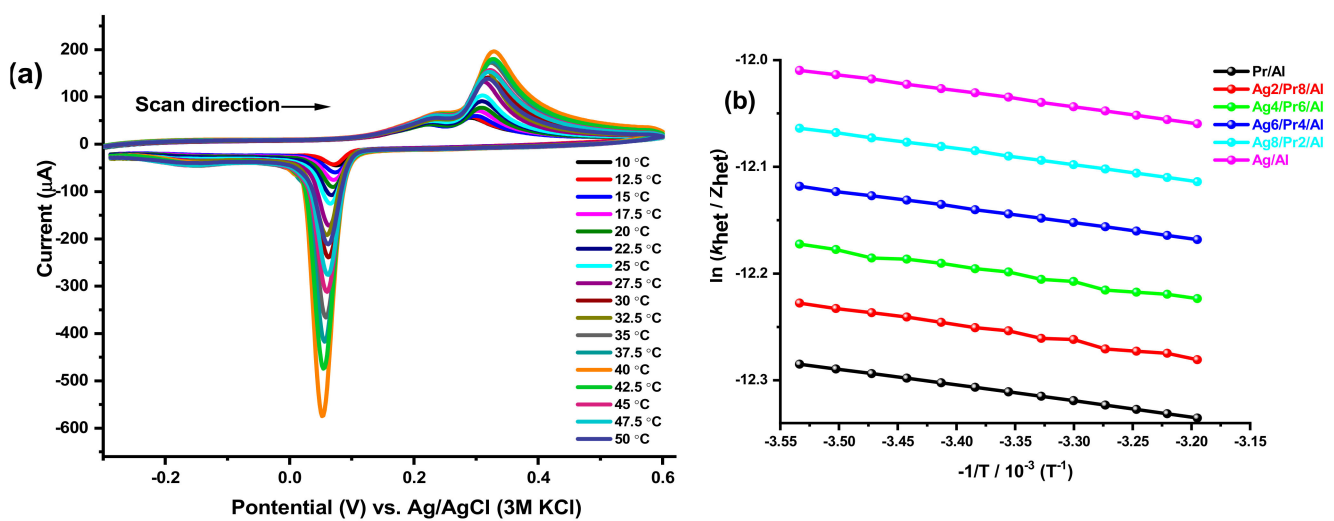 (a)
Scan direction
200
100
0
-100
-200
-300
-400
-500
-600
Current (μA)
-0.2
0.0
0.2
0.4
0.6
Pontential (V) vs. Ag/AgCl (3M KCl)
10 °C
12.5 °C
15 °C
17.5 °C
20 °C
22.5 °C
25 °C
27.5 °C
30 °C
32.5 °C
35 °C
37.5 °C
40 °C
42.5 °C
45 °C
47.5 °C
50 °C
(b)
-12.0
-12.1
-12.2
-12.3
ln (khet / Zhet)
-3.55
-3.50
-3.45
-3.40
-3.35
-3.30
-3.25
-3.20
-3.15
-1/T / 10⁻³ (T⁻¹)
Pr/Al
Ag2/Pr8/Al
Ag4/Pr6/Al
Ag6/Pr4/Al
Ag8/Pr2/Al
Ag/Al